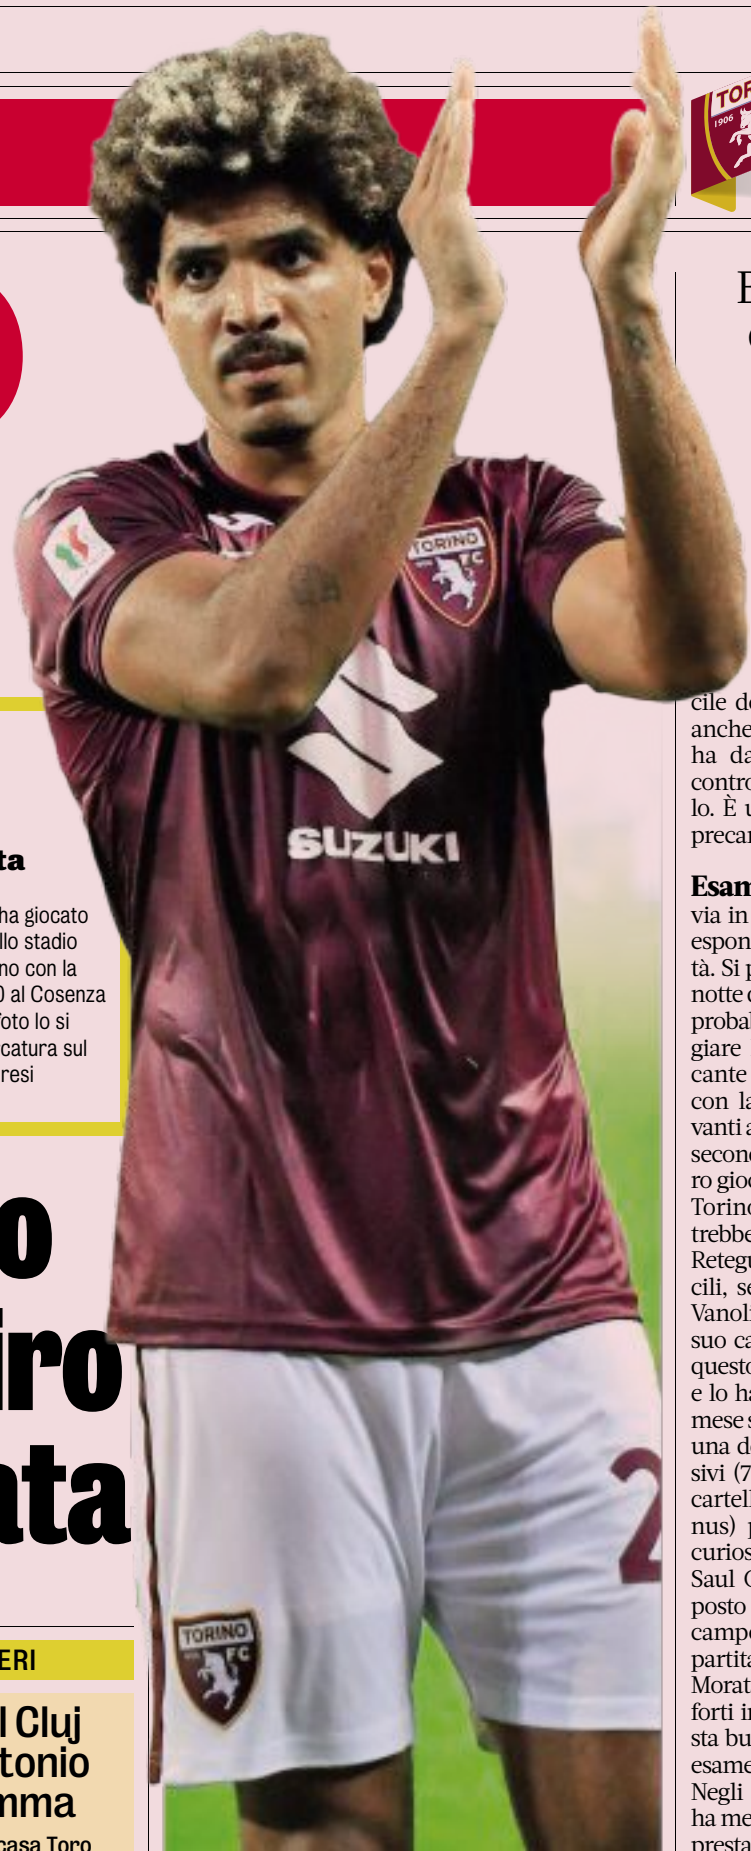 TOR
1906
TORINO
FC
SUZUKI
ta
ha giocato
llo stadio
no con la
0 al Cosenza
foto lo si
rcatura sul
resi
o
iro
ata
2
TORINO
FC
ERI
l Cluj
tonio
mma
casa Toro
E
cile de
anche
ha da
contro
lo. È u
precar
Esam
via in
espon
tà. Si p
notte d
probal
giare
cante
con la
vanti a
second
ro gioc
Torino
trebbe
Retegu
cili, se
Vanoli
suo ca
questo
e lo ha
mese s
una de
sivi (7
cartell
nus) p
curios
Saul C
posto
campo
partita
Morat
forti in
sta bu
esame
Negli
ha me
presta